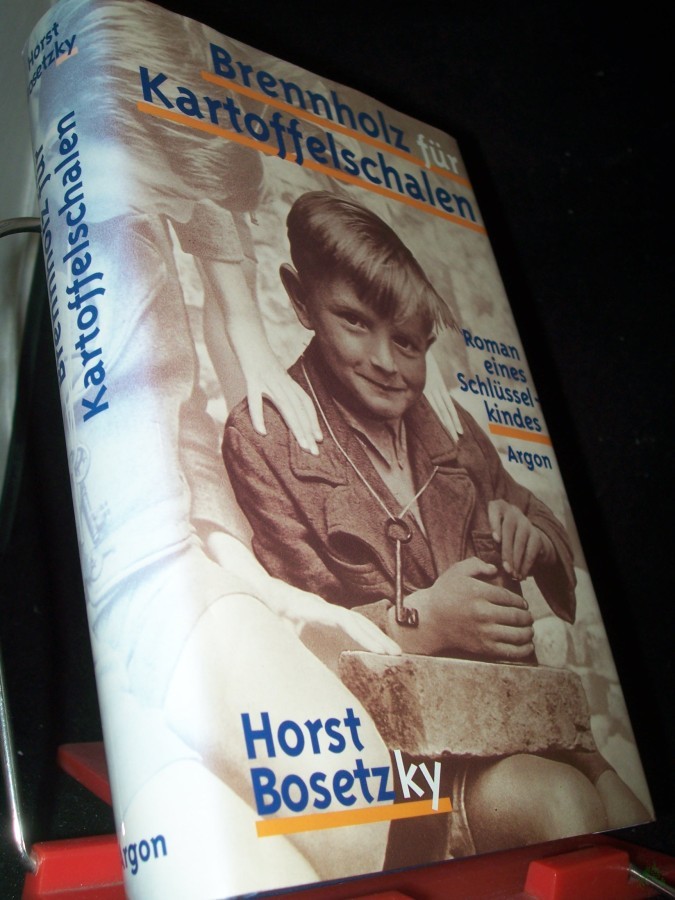 Horst
Bosetzky
Brennholz für
Kartoffelschalen
Argon
Brennholz für
Kartoffelschalen
Roman
eines
Schlüssel-
kindes
Argon
Horst
Bosetzky